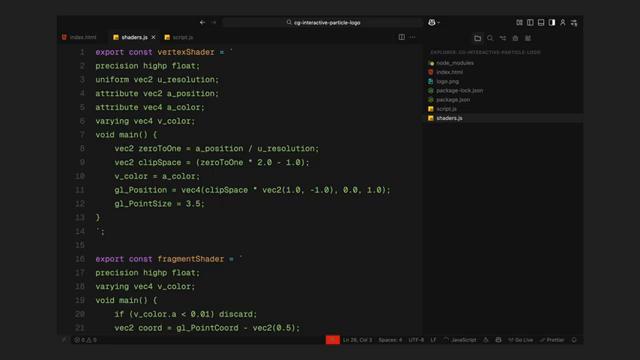 cg-interactive-particle-logo
index.html
shaders.js
script.js
1 export const vertexShader = `
2 precision highp float;
3 uniform vec2 u_resolution;
4 attribute vec2 a_position;
5 attribute vec4 a_color;
6 varying vec4 v_color;
7 void main() {
8 vec2 zeroToOne = a_position / u_resolution;
9 vec2 clipSpace = (zeroToOne * 2.0 - 1.0);
10 v_color = a_color;
11 gl_Position = vec4(clipSpace * vec2(1.0, -1.0), 0.0, 1.0);
12 gl_PointSize = 3.5;
13 }
14 `;
15
16 export const fragmentShader = `
17 precision highp float;
18 varying vec4 v_color;
19 void main() {
20 if (v_color.a < 0.01) discard;
21 vec2 coord = gl_PointCoord - vec2(0.5);
EXPLORER: CG-INTERACTIVE-PARTICLE-LOGO
node_modules
index.html
logo.png
package-lock.json
package.json
script.js
shaders.js
0 0 Ln 26, Col 3 Spaces: 4 UTF-8 LF JavaScript Go Live Prettier